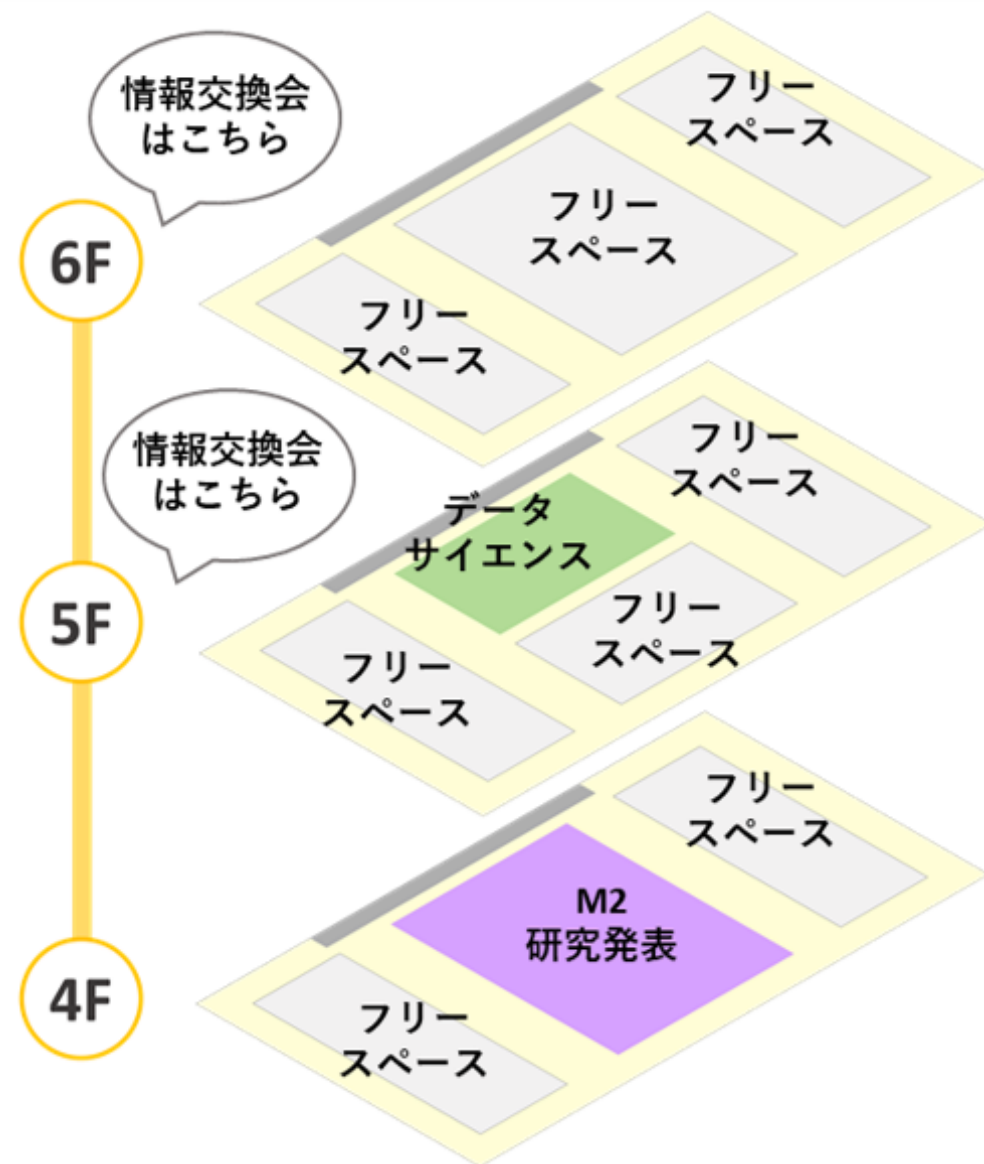 情報交換会
はこちら
6F
フリー
スペース
フリー
スペース
フリー
スペース
情報交換会
はこちら
5F
フリー
スペース
データ
サイエンス
フリー
スペース
フリー
スペース
4F
フリー
スペース
M2
研究発表
フリー
スペース